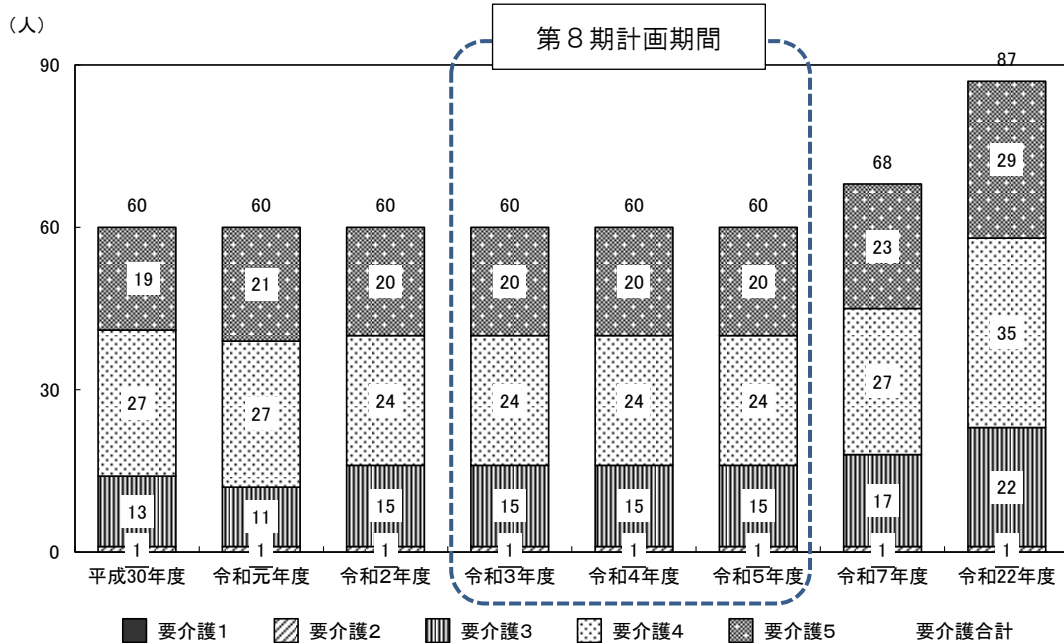 （人）
第８期計画期間
90
87
68
60 60 60 60 60 60
60
30
0
29
23
19 21 20 20 20 20
35
27 27 24 24 24 24 27
22
13 11 15 15 15 15 17
1 1 1 1 1 1 1 1
平成30年度 令和元年度 令和2年度 令和3年度 令和4年度 令和5年度 令和7年度 令和22年度
要介護1 要介護2 要介護3 要介護4 要介護5 要介護合計